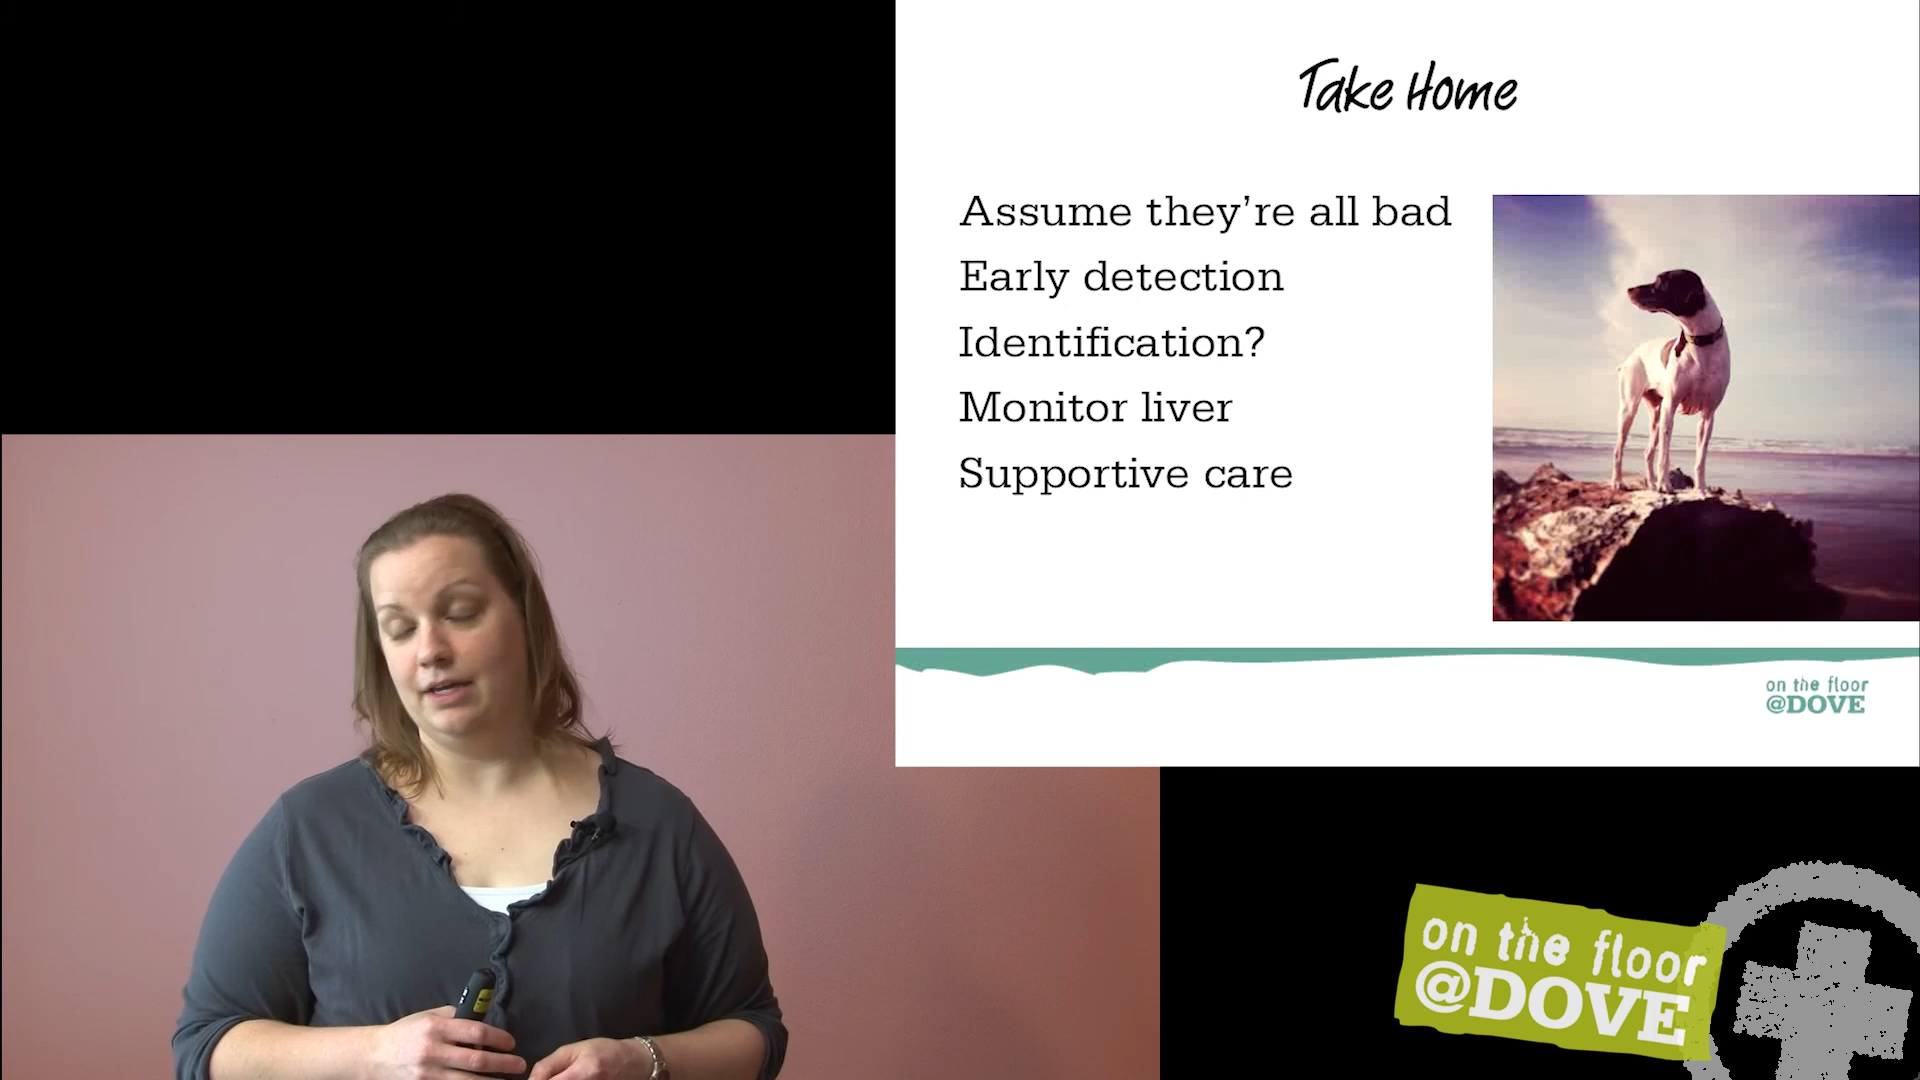 Take Home
Assume they're all bad
Early detection
Identification?
Monitor liver
Supportive care
on the floor
@DOVE
on the floor
@DOVE